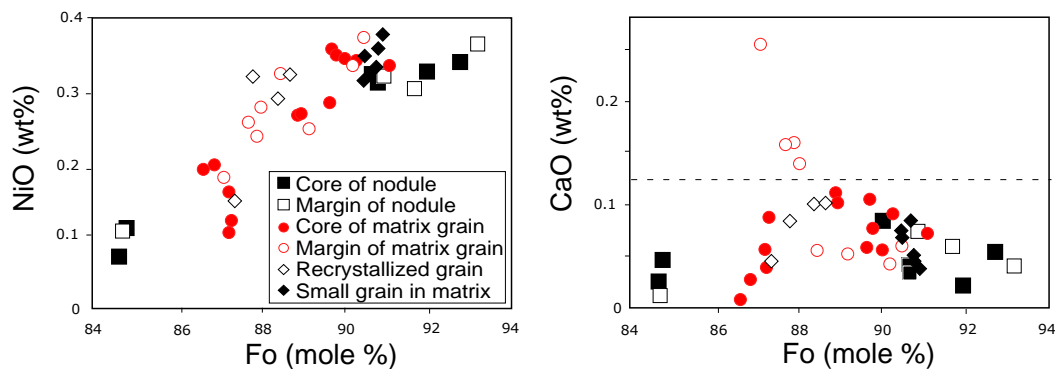 NiO (wt%)
0.4
0.3
0.2
0.1
0
Core of nodule
Margin of nodule
Core of matrix grain
Margin of matrix grain
Recrystallized grain
Small grain in matrix
84 86 88 90 92 94
Fo (mole %)
CaO (wt%)
0.2
0.1
0
84 86 88 90 92 94
Fo (mole %)